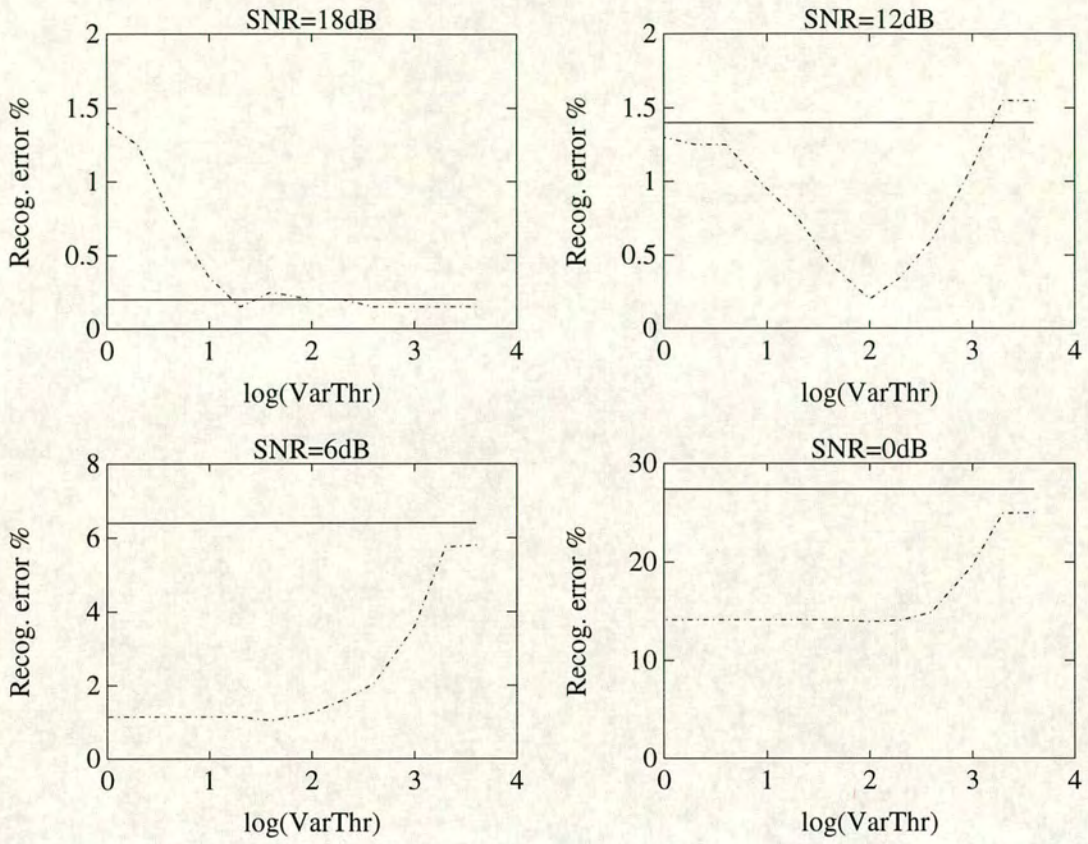 SNR=18dB
2
1.5
1
0.5
0
Recog. error %
0 1 2 3 4
log(VarThr)
SNR=12dB
2
1.5
1
0.5
0
Recog. error %
0 1 2 3 4
log(VarThr)
SNR=6dB
8
6
4
2
0
Recog. error %
0 1 2 3 4
log(VarThr)
SNR=0dB
30
20
10
0
Recog. error %
0 1 2 3 4
log(VarThr)